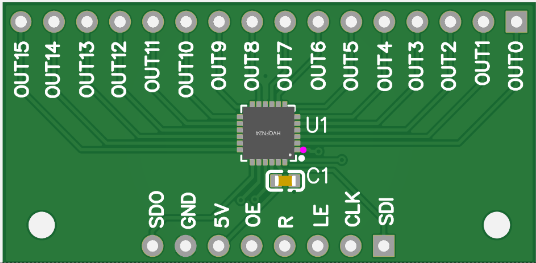 OUT15 OUT14 OUT13 OUT12 OUT11 OUT10 OUT9 OUT8 OUT7 OUT6 OUT5 OUT4 OUT3 OUT2 OUT1 OUT0
U1
C1
SDO GND 5V OE R LE CLK SDI